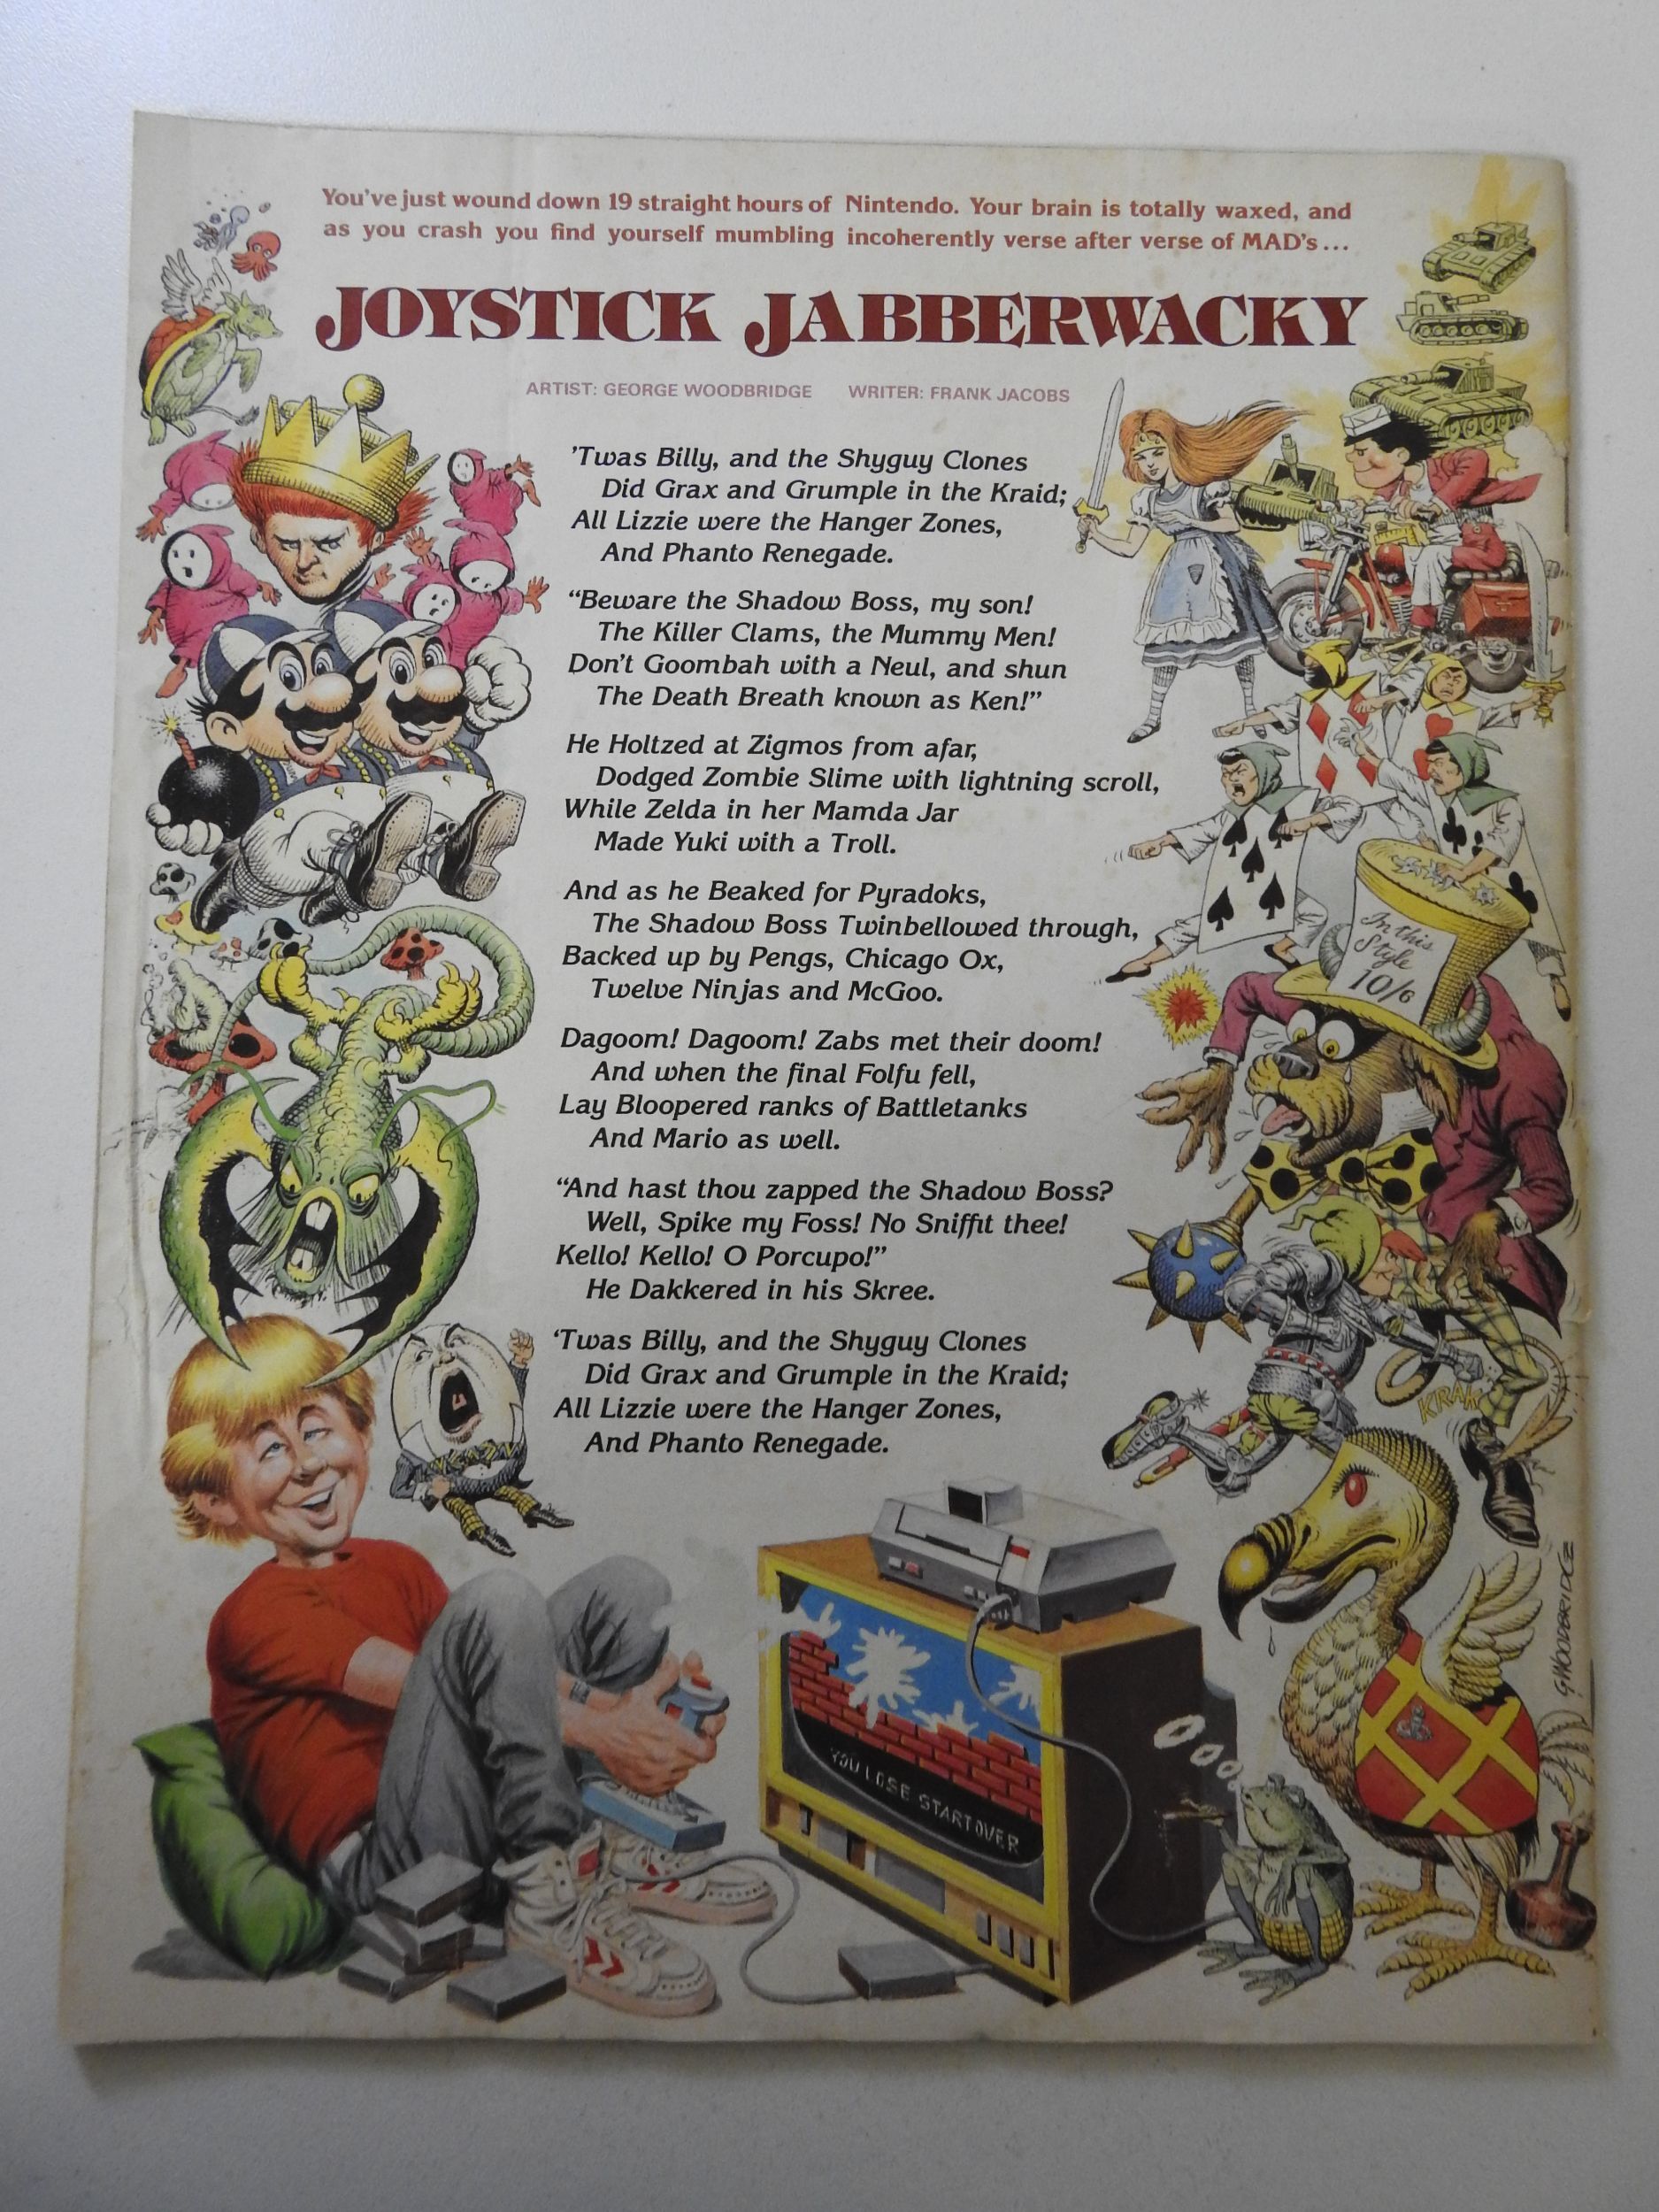 You've just wound down 19 straight hours of Nintendo. Your brain is totally waxed, and
as you crash you find yourself mumbling incoherently verse after verse of MAD's...
JOYSTICK JABBERWACKY
ARTIST: GEORGE WOODBRIDGE WRITER: FRANK JACOBS
'Twas Billy, and the Shyguy Clones
Did Grax and Grumple in the Kraid;
All Lizzie were the Hanger Zones,
And Phanto Renegade.
“Beware the Shadow Boss, my son!
The Killer Clams, the Mummy Men!
Don't Goombah with a Neul, and shun
The Death Breath known as Ken!”
He Holtzed at Zigmos from afar,
Dodged Zombie Slime with lightning scroll,
While Zelda in her Mamda Jar
Made Yuki with a Troll.
And as he Beaked for Pyradoks,
The Shadow Boss Twinbellowed through,
Backed up by Pengs, Chicago Ox,
Twelve Ninjas and McGoo.
Dagoom! Dagoom! Zabs met their doom!
And when the final Folfu fell,
Lay Bloopered ranks of Battletanks
And Mario as well.
“And hast thou zapped the Shadow Boss?
Well, Spike my Foss! No Sniffit thee!
Kello! Kello! O Porcupo!”
He Dakkered in his Skree.
'Twas Billy, and the Shyguy Clones
Did Grax and Grumple in the Kraid;
All Lizzie were the Hanger Zones,
And Phanto Renegade.
In this
Style
10/6
KRAK
G.WOODBRIDGE
YOU LOSE START OVER